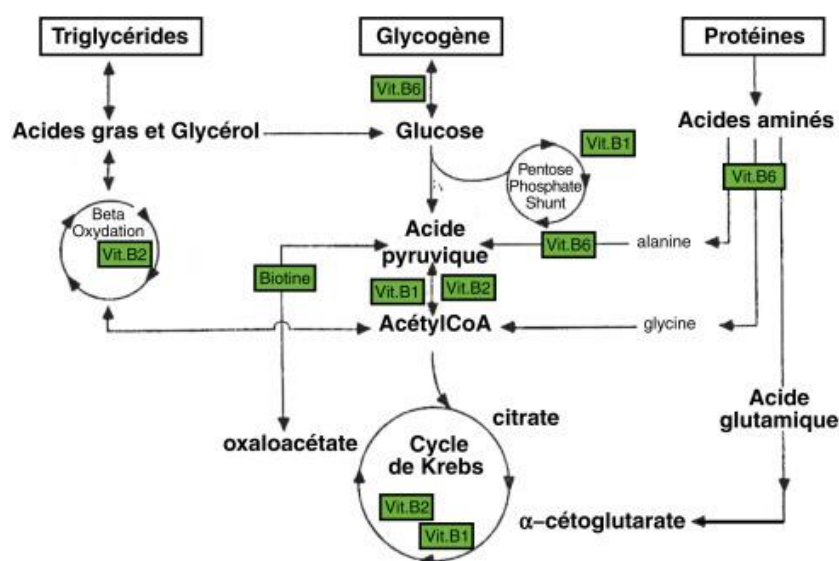 Triglycérides
Glycogène
Protéines
Vit.B6
Acides gras et Glycérol
Glucose
Acides aminés
Vit.B1
Pentose
Phosphate
Shunt
Vit.B6
Beta
Oxydation
Vit.B2
Acide
pyruvique
Vit.B6
alanine
Biotine
Vit.B1
Vit.B2
AcétylCoA
glycine
Acide
glutamique
citrate
oxaloacétate
Cycle
de Krebs
Vit.B2
Vit.B1
α–cétoglutarate